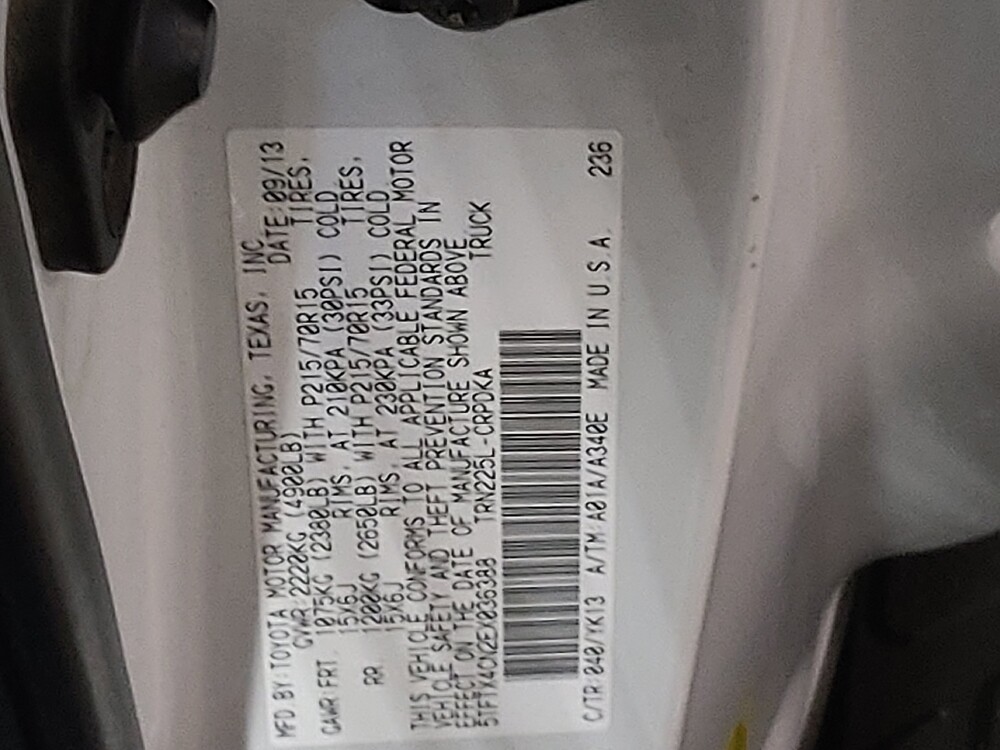 MFD BY:TOYOTA MOTOR MANUFACTURING, TEXAS, INC.
GVWR:2220KG (4900LB) DATE:09/13
GAWR FRT. 1075KG (2380LB) WITH P215/70R15 TIRES,
15X6J RIMS, AT 210KPA (30PSI) COLD
RR. 1200KG (2650LB) WITH P215/70R15 TIRES,
15X6J RIMS, AT 230KPA (33PSI) COLD
THIS VEHICLE CONFORMS TO ALL APPLICABLE FEDERAL MOTOR
VEHICLE SAFETY AND THEFT PREVENTION STANDARDS IN
EFFECT ON THE DATE OF MANUFACTURE SHOWN ABOVE.
5TFTX4CN2EX036388 TRN225L-CRPDKA TRUCK
C/TR:040/YK13 A/TM:A01A/A340E MADE IN U.S.A. 236